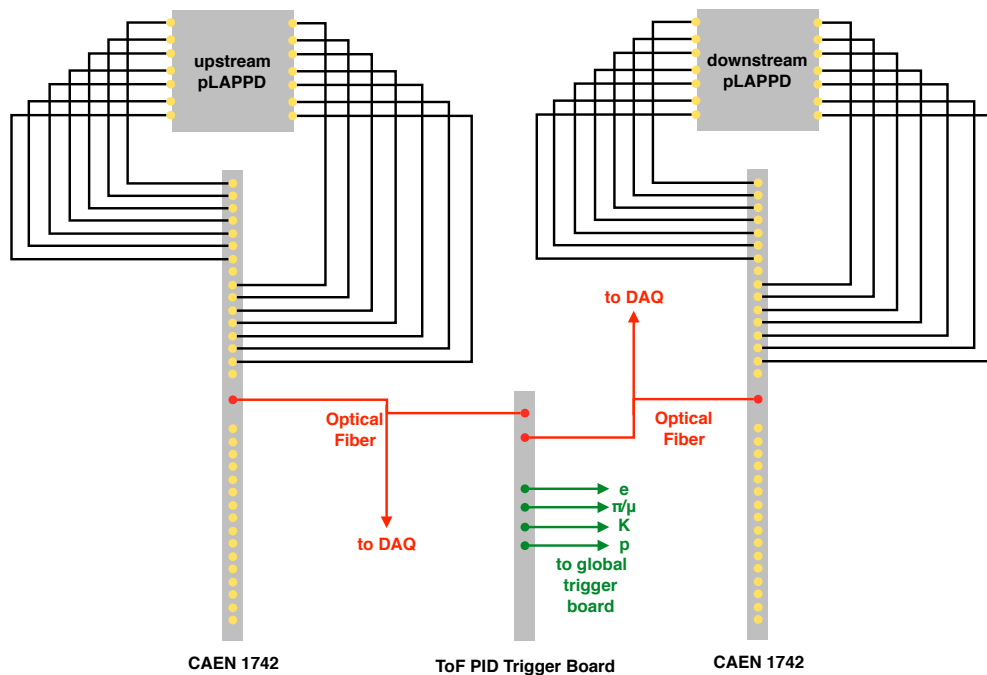 upstream
pLAPPD
downstream
pLAPPD
to DAQ
Optical
Fiber
Optical
Fiber
to DAQ
e
π/μ
K
p
to global
trigger
board
CAEN 1742
ToF PID Trigger Board
CAEN 1742